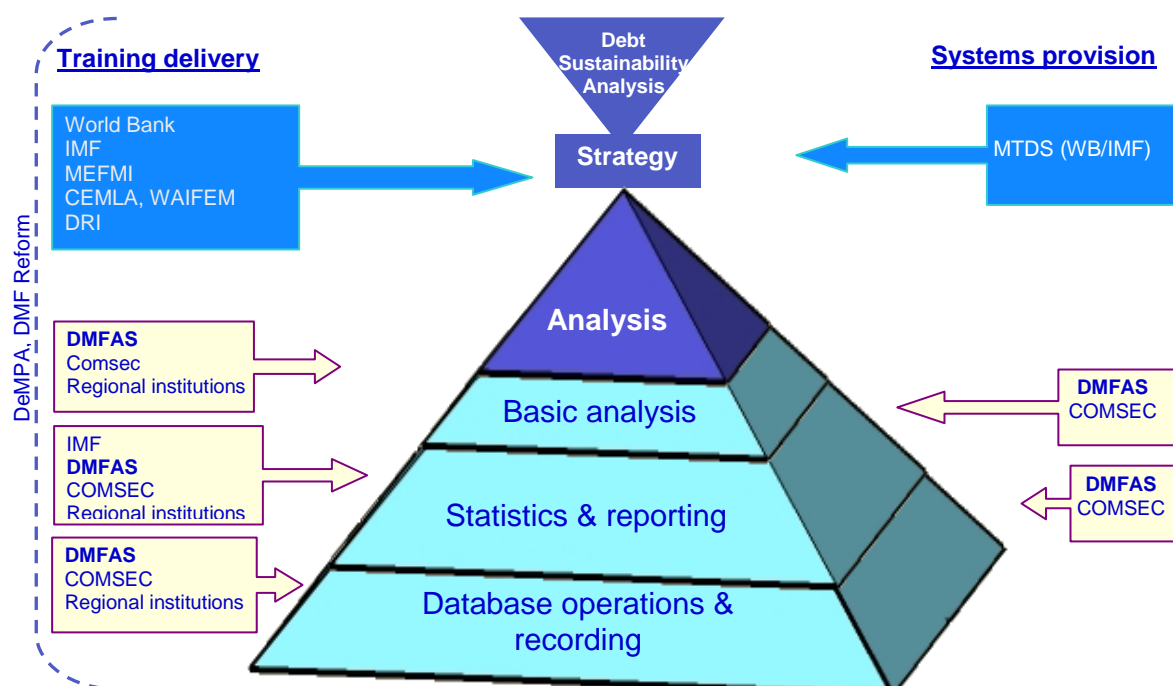 Training delivery
Debt
Sustainability
Analysis
Systems provision
World Bank
IMF
MEFMI
CEMLA, WAIFEM
DRI
Strategy
MTDS (WB/IMF)
DeMPA, DMF Reform
Analysis
DMFAS
Comsec
Regional institutions
Basic analysis
DMFAS
COMSEC
IMF
DMFAS
COMSEC
Regional institutions
Statistics & reporting
DMFAS
COMSEC
DMFAS
COMSEC
Regional institutions
Database operations &
recording